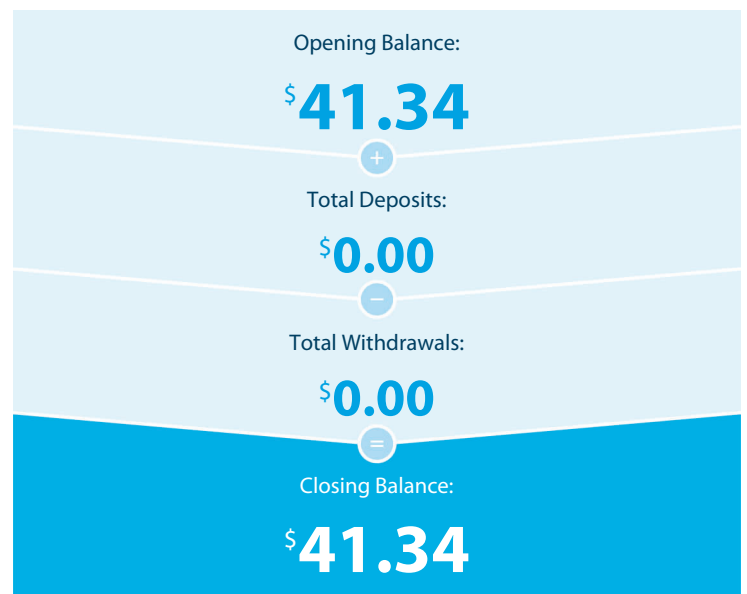 Opening Balance:
$41.34
+
Total Deposits:
$0.00
−
Total Withdrawals:
$0.00
=
Closing Balance:
$41.34